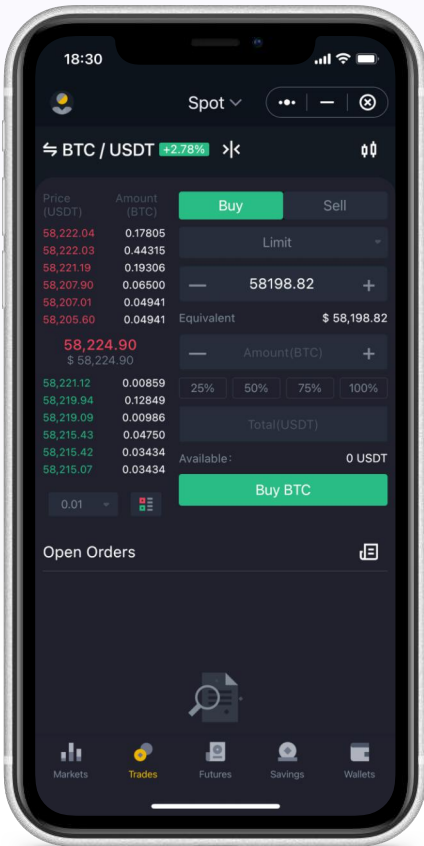 18:30
Spot
BTC / USDT +2.78%
Price (USDT) Amount (BTC)
58,222.04 0.17805
58,222.03 0.44315
58,221.19 0.19306
58,207.90 0.06500
58,207.01 0.04941
58,205.60 0.04941
58,224.90
$ 58,224.90
58,221.12 0.00859
58,219.94 0.12849
58,219.09 0.00986
58,215.43 0.04750
58,215.42 0.03434
58,215.07 0.03434
0.01
Buy Sell
Limit
— 58198.82 +
Equivalent $ 58,198.82
— Amount(BTC) +
25% 50% 75% 100%
Total(USDT)
Available: 0 USDT
Buy BTC
Open Orders
Markets Trades Futures Savings Wallets